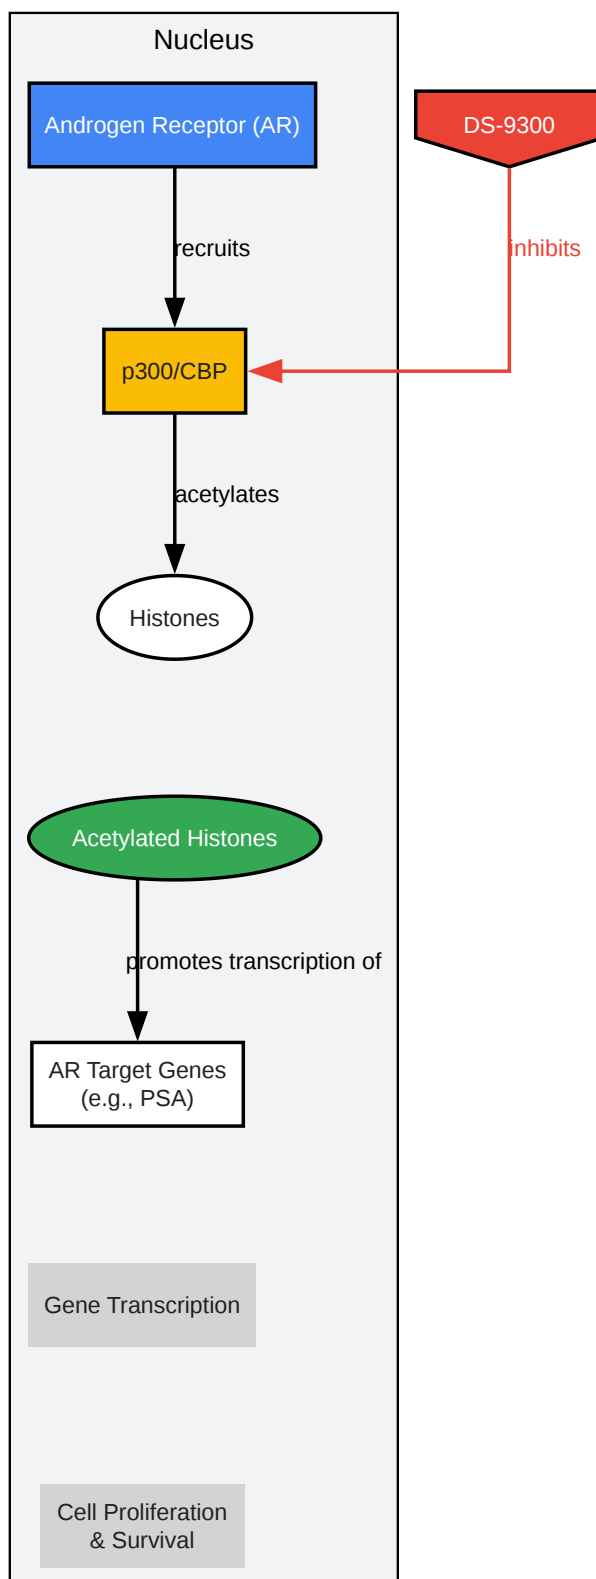 Nucleus
Androgen Receptor (AR)
DS-9300
recruits
inhibits
p300/CBP
acetylates
Histones
Acetylated Histones
promotes transcription of
AR Target Genes
(e.g., PSA)
Gene Transcription
Cell Proliferation
& Survival